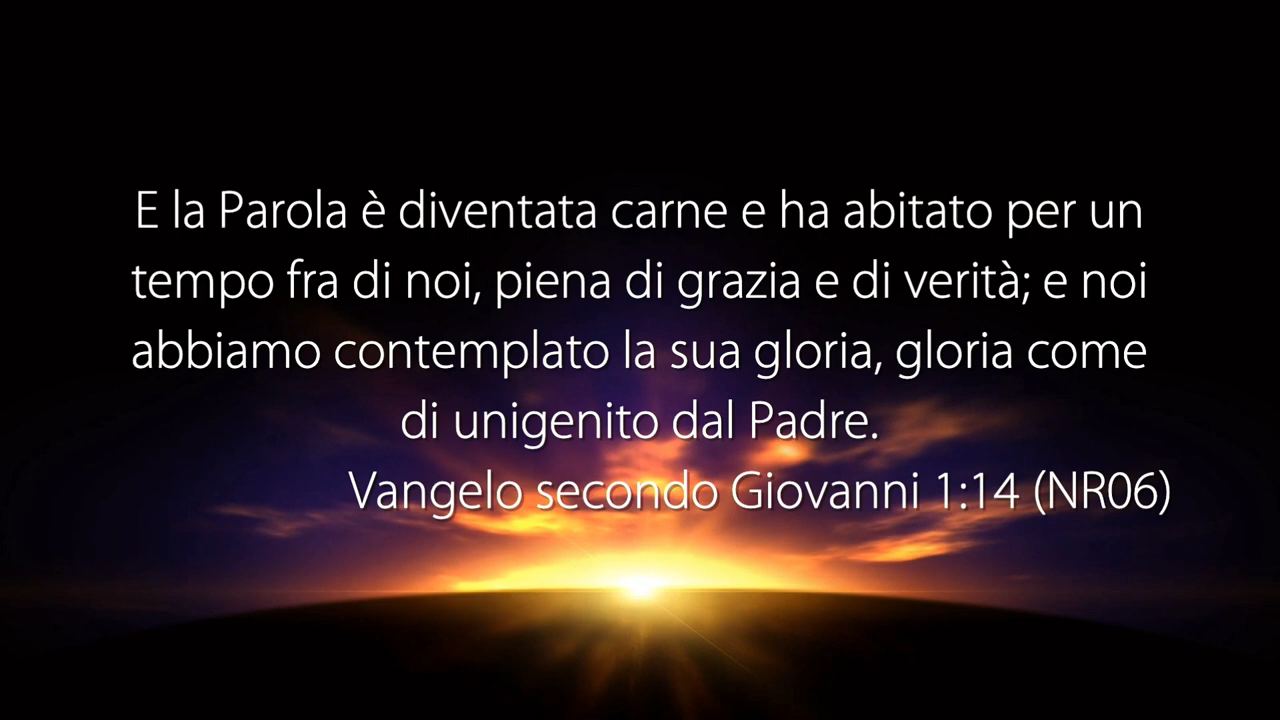 E la Parola è diventata carne e ha abitato per un
tempo fra di noi, piena di grazia e di verità; e noi
abbiamo contemplato la sua gloria, gloria come
di unigenito dal Padre.
Vangelo secondo Giovanni 1:14 (NR06)